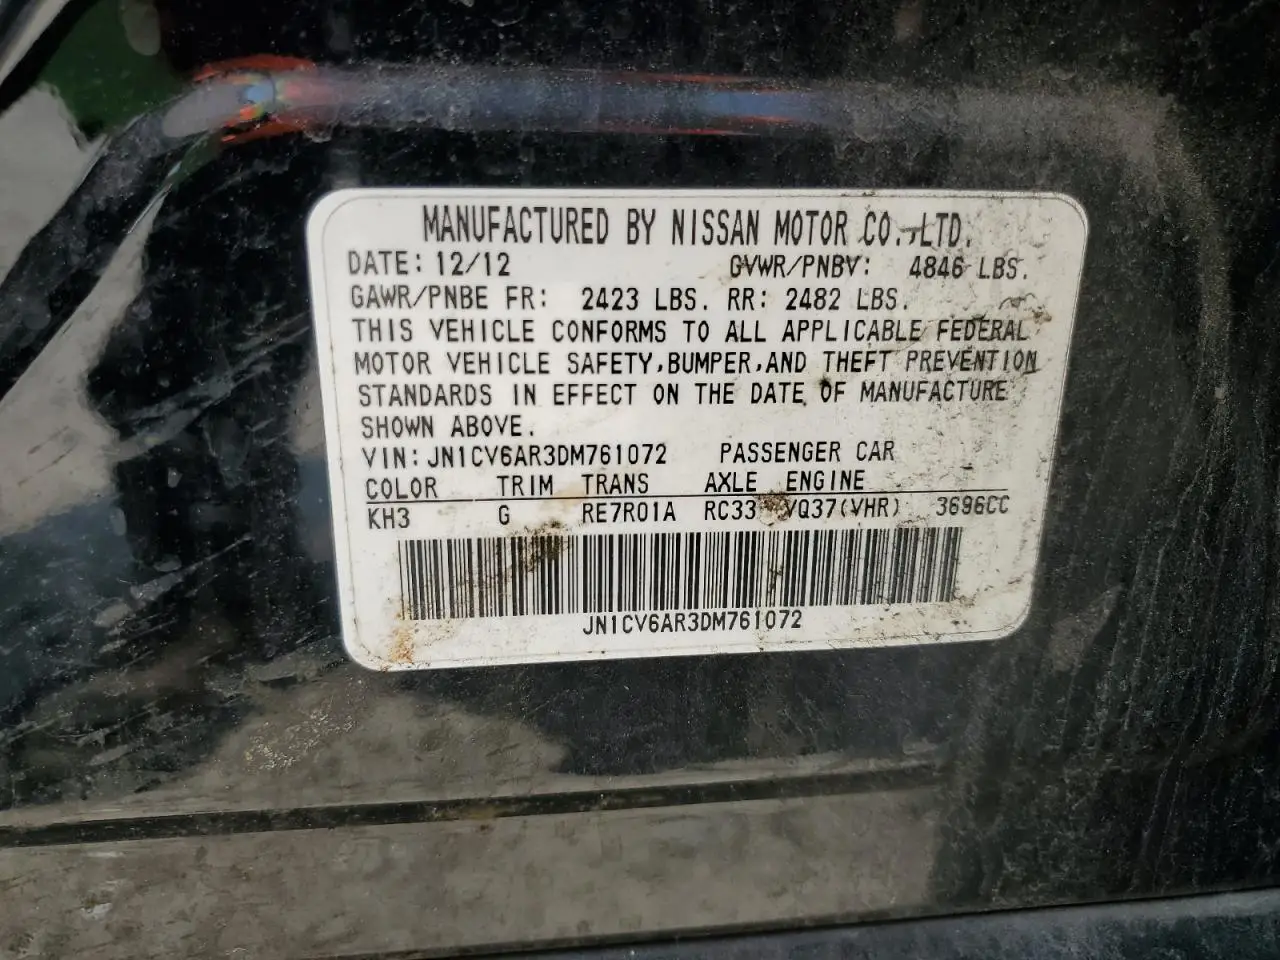 MANUFACTURED BY NISSAN MOTOR CO.,LTD.
DATE: 12/12 GVWR/PNBV: 4846 LBS.
GAWR/PNBE FR: 2423 LBS. RR: 2482 LBS.
THIS VEHICLE CONFORMS TO ALL APPLICABLE FEDERAL
MOTOR VEHICLE SAFETY,BUMPER,AND THEFT PREVENTION
STANDARDS IN EFFECT ON THE DATE OF MANUFACTURE
SHOWN ABOVE.
VIN: JN1CV6AR3DM761072 PASSENGER CAR
COLOR TRIM TRANS AXLE ENGINE
KH3 G RE7R01A RC33 VQ37(VHR) 3696CC
JN1CV6AR3DM761072